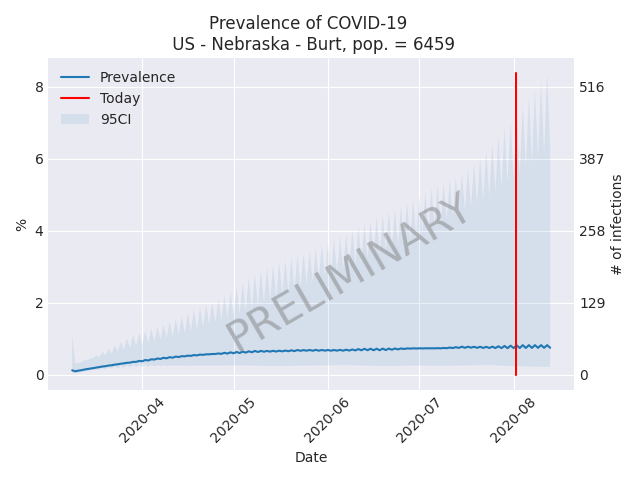 Prevalence of COVID-19
US - Nebraska - Burt, pop. = 6459
Prevalence
Today
95CI
8
6
4
2
0
%
516
387
258
129
0
# of infections
PRELIMINARY
2020-04
2020-05
2020-06
2020-07
2020-08
Date